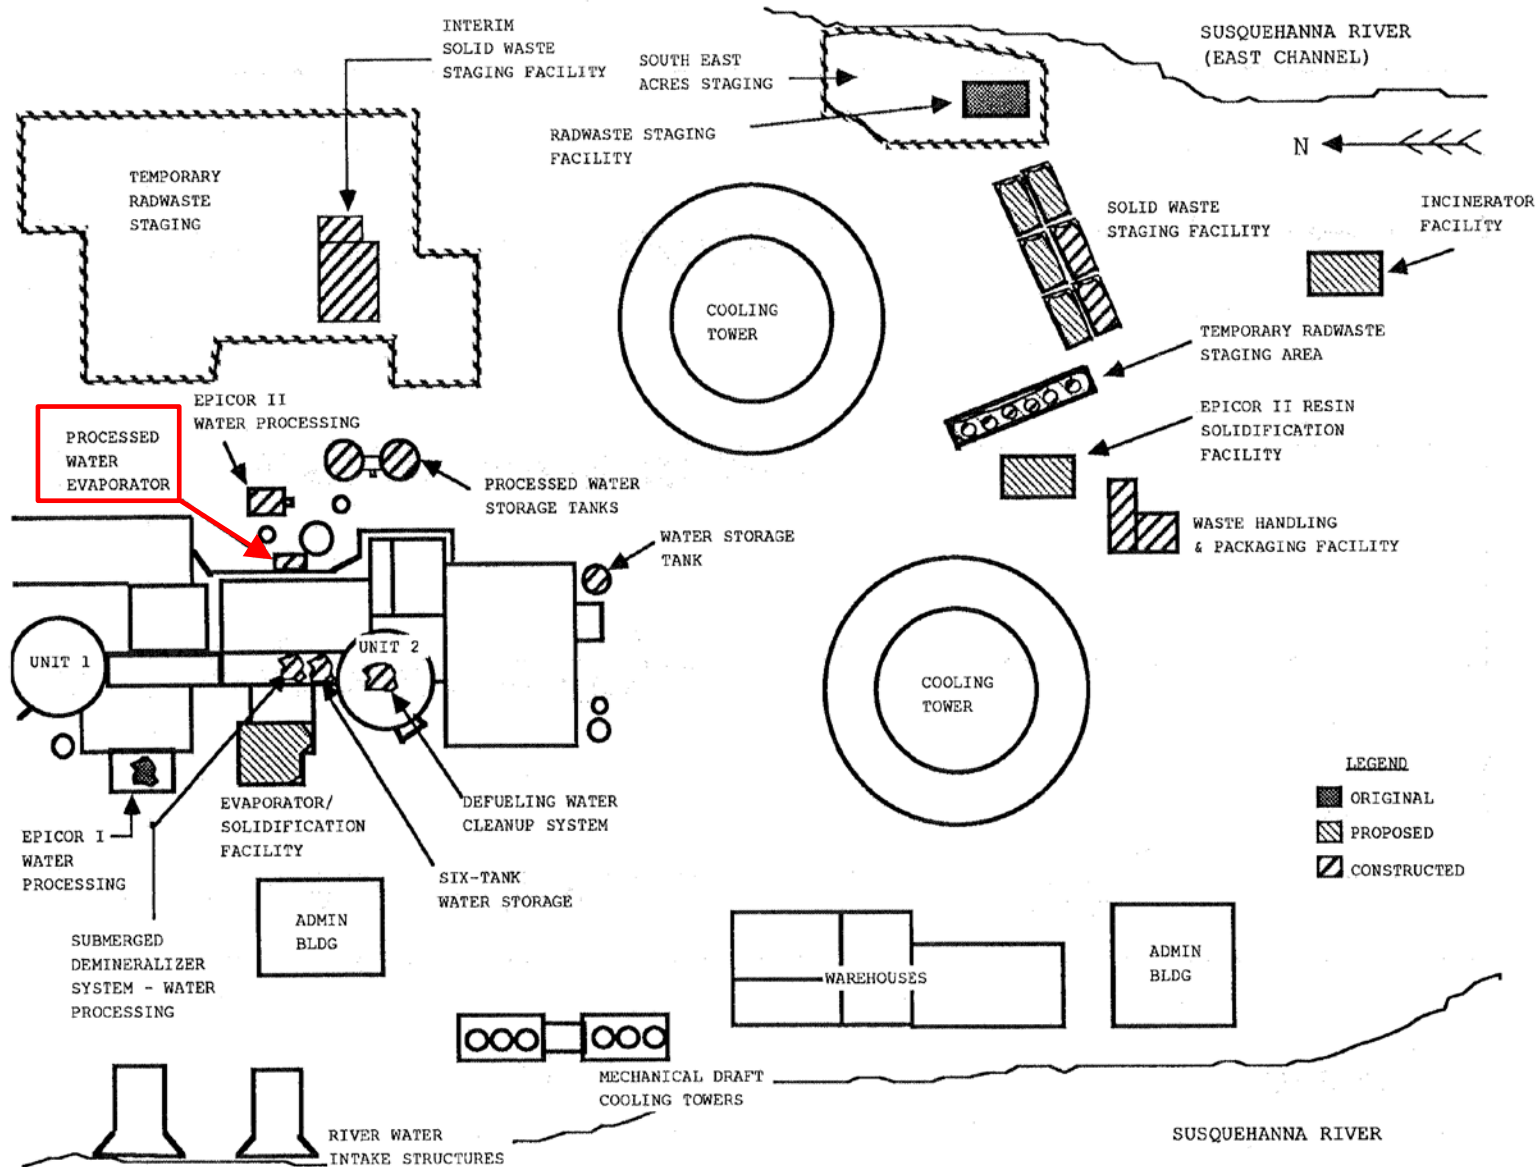 INTERIM
SOLID WASTE
STAGING FACILITY
SOUTH EAST
ACRES STAGING
RADWASTE STAGING
FACILITY
SUSQUEHANNA RIVER
(EAST CHANNEL)
N
TEMPORARY
RADWASTE
STAGING
SOLID WASTE
STAGING FACILITY
INCINERATOR
FACILITY
COOLING
TOWER
TEMPORARY RADWASTE
STAGING AREA
EPICOR II
WATER PROCESSING
EPICOR II RESIN
SOLIDIFICATION
FACILITY
PROCESSED
WATER
EVAPORATOR
PROCESSED WATER
STORAGE TANKS
WATER STORAGE
TANK
WASTE HANDLING
& PACKAGING FACILITY
UNIT 1
UNIT 2
COOLING
TOWER
EPICOR I
WATER
PROCESSING
EVAPORATOR/
SOLIDIFICATION
FACILITY
DEFUELING WATER
CLEANUP SYSTEM
SIX-TANK
WATER STORAGE
LEGEND
ORIGINAL
PROPOSED
CONSTRUCTED
SUBMERGED
DEMINERALIZER
SYSTEM - WATER
PROCESSING
ADMIN
BLDG
WAREHOUSES
ADMIN
BLDG
MECHANICAL DRAFT
COOLING TOWERS
RIVER WATER
INTAKE STRUCTURES
SUSQUEHANNA RIVER